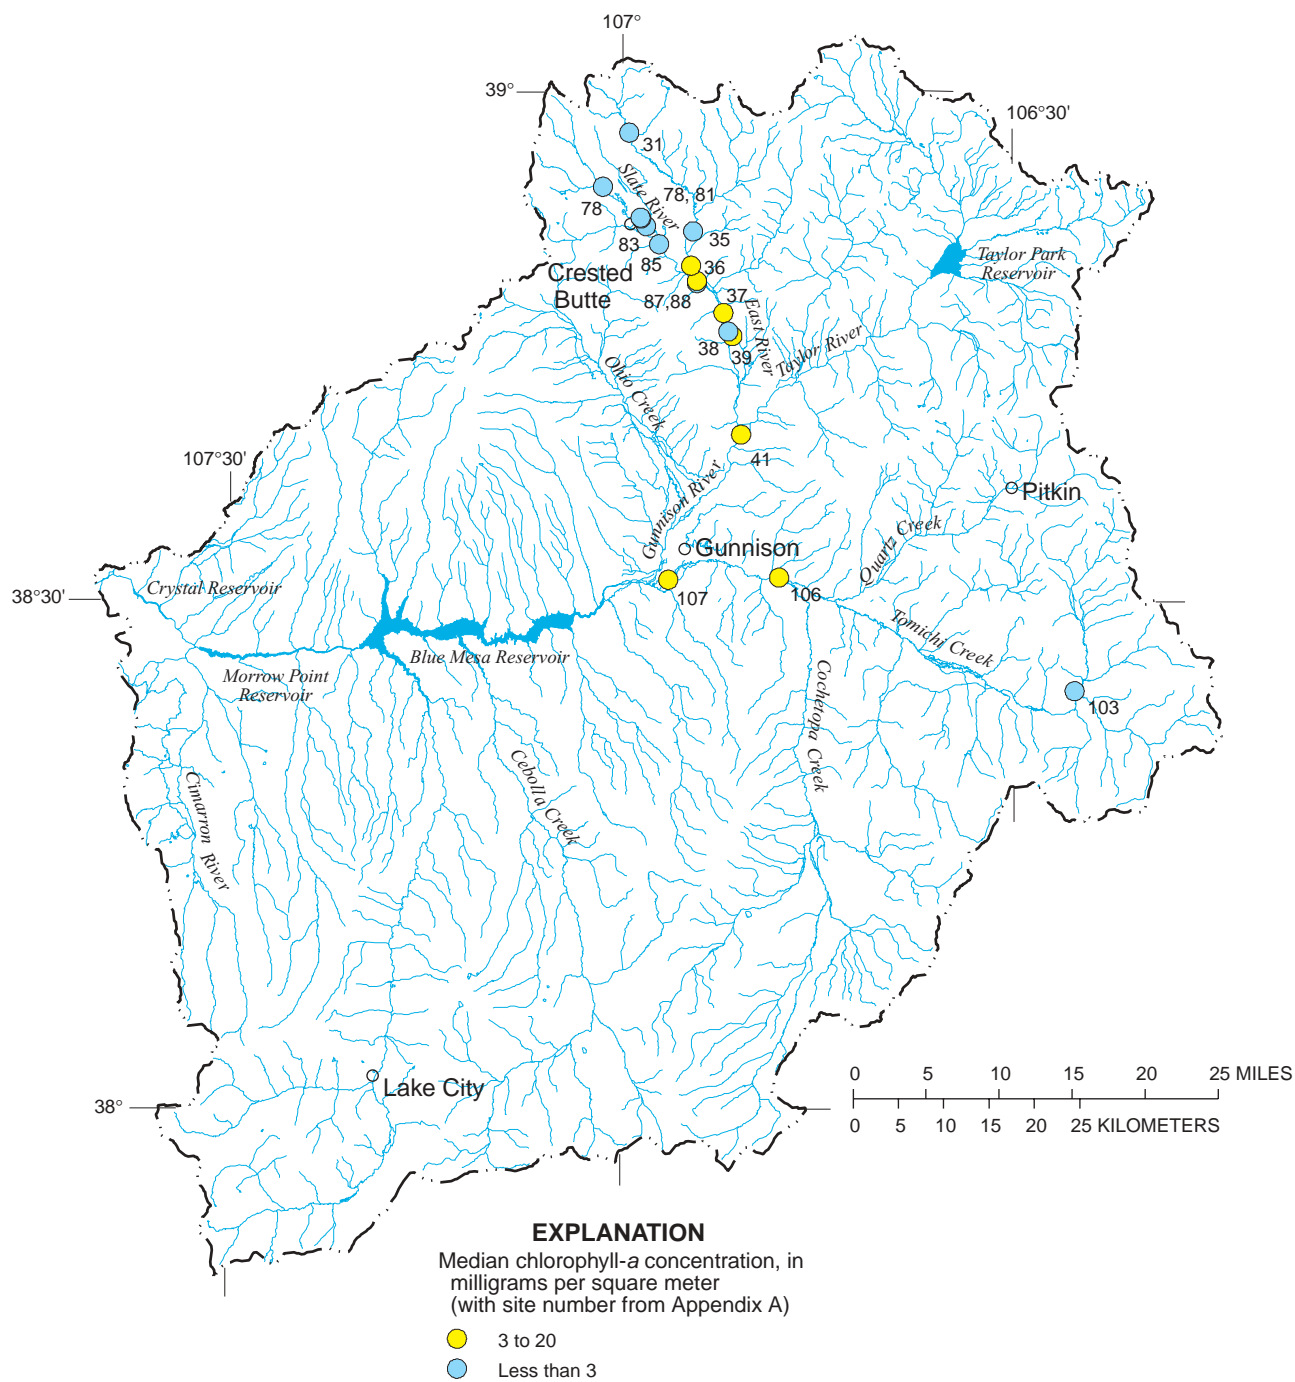 107°
39°
106°30'
31
Slate River
78, 81
78
35
83
85
Crested
Butte
36
87,88
37
East River
38
39
Taylor River
Taylor Park
Reservoir
Ohio Creek
107°30'
41
Pitkin
Gunnison River
Gunnison
Quartz Creek
Crystal Reservoir
38°30'
107
106
Tomichi Creek
Blue Mesa Reservoir
Morrow Point
Reservoir
Cochetopa Creek
103
Cebolla Creek
Cimarron River
Lake City
38°
0 5 10 15 20 25 MILES
0 5 10 15 20 25 KILOMETERS
EXPLANATION
Median chlorophyll-a concentration, in
milligrams per square meter
(with site number from Appendix A)
3 to 20
Less than 3